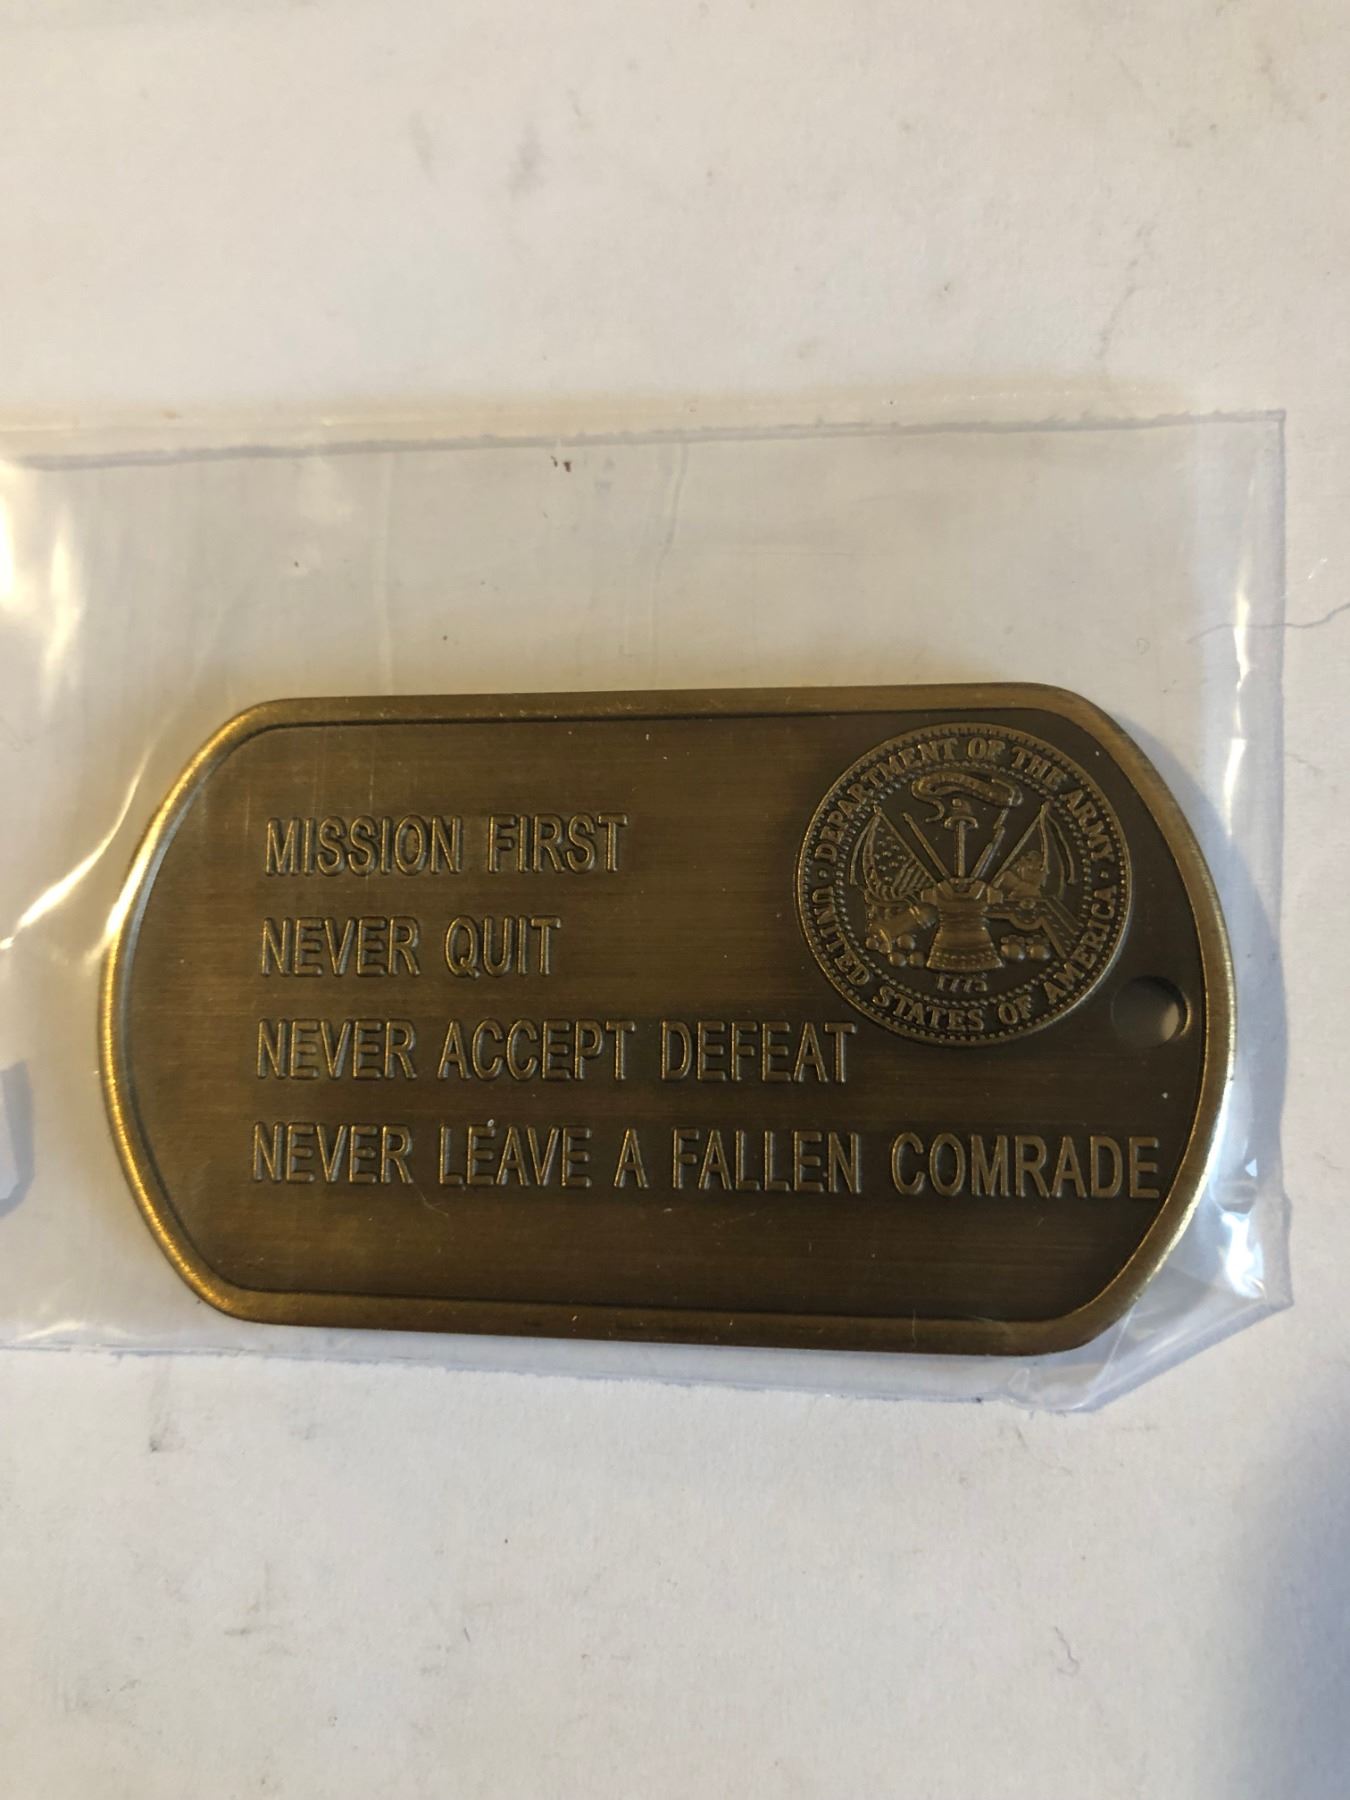 MISSION FIRST
NEVER QUIT
NEVER ACCEPT DEFEAT
NEVER LEAVE A FALLEN COMRADE
DEPARTMENT OF THE ARMY
UNITED STATES OF AMERICA
1775